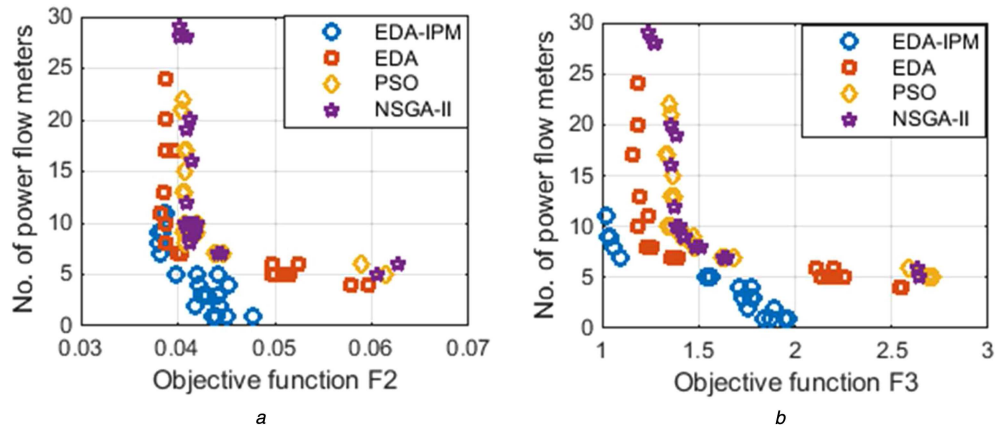 No. of power flow meters
30
25
20
15
10
5
0
0.03
0.04
0.05
0.06
0.07
Objective function F2
EDA-IPM
EDA
PSO
NSGA-II
a
No. of power flow meters
30
25
20
15
10
5
0
1
1.5
2
2.5
3
Objective function F3
EDA-IPM
EDA
PSO
NSGA-II
b